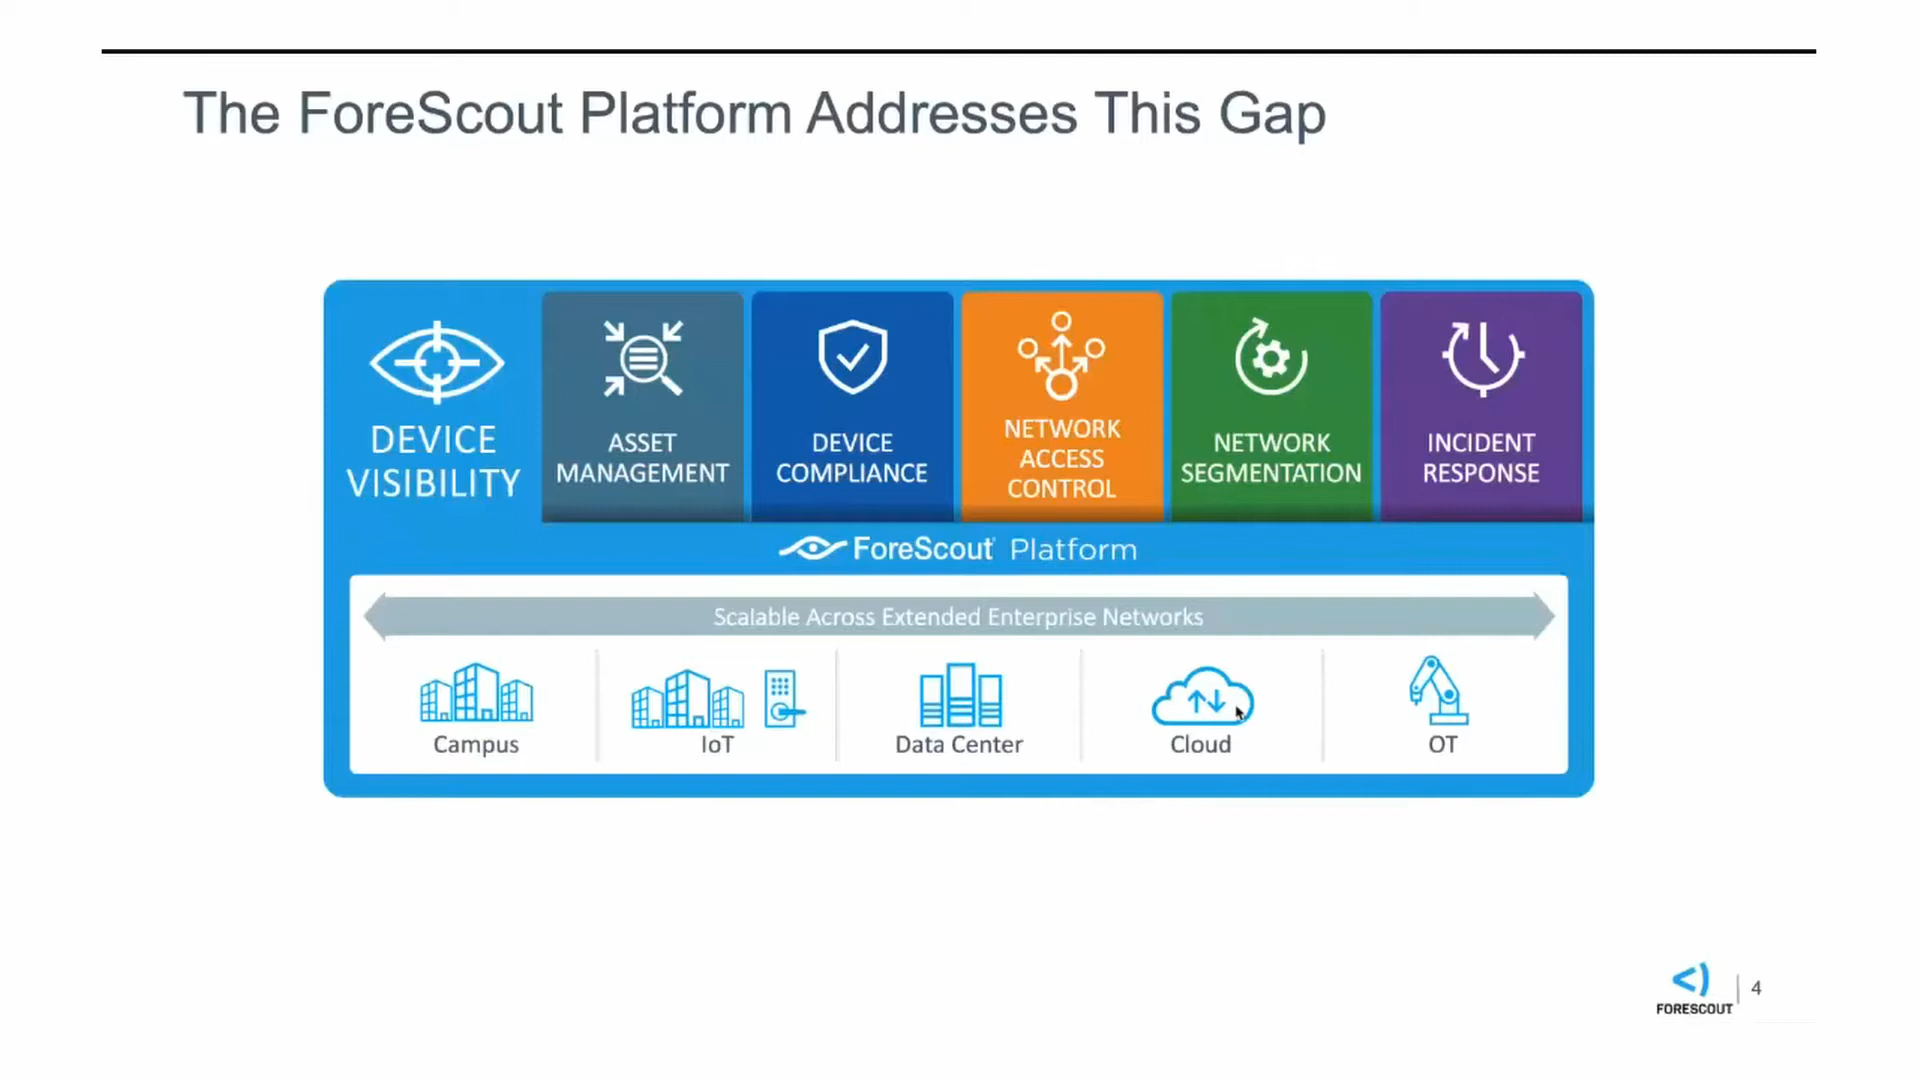 The ForeScout Platform Addresses This Gap
DEVICE
VISIBILITY
ASSET
MANAGEMENT
DEVICE
COMPLIANCE
NETWORK
ACCESS
CONTROL
NETWORK
SEGMENTATION
INCIDENT
RESPONSE
ForeScout Platform
Scalable Across Extended Enterprise Networks
Campus
IoT
Data Center
Cloud
OT
FORESCOUT
4